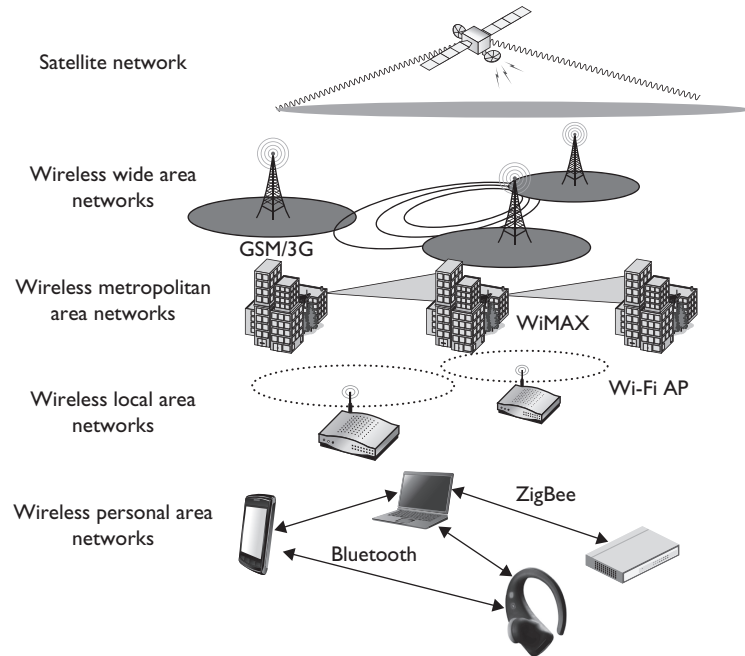 Satellite network
Wireless wide area
networks
GSM/3G
Wireless metropolitan
area networks
WiMAX
Wi-Fi AP
Wireless local area
networks
ZigBee
Wireless personal area
networks
Bluetooth